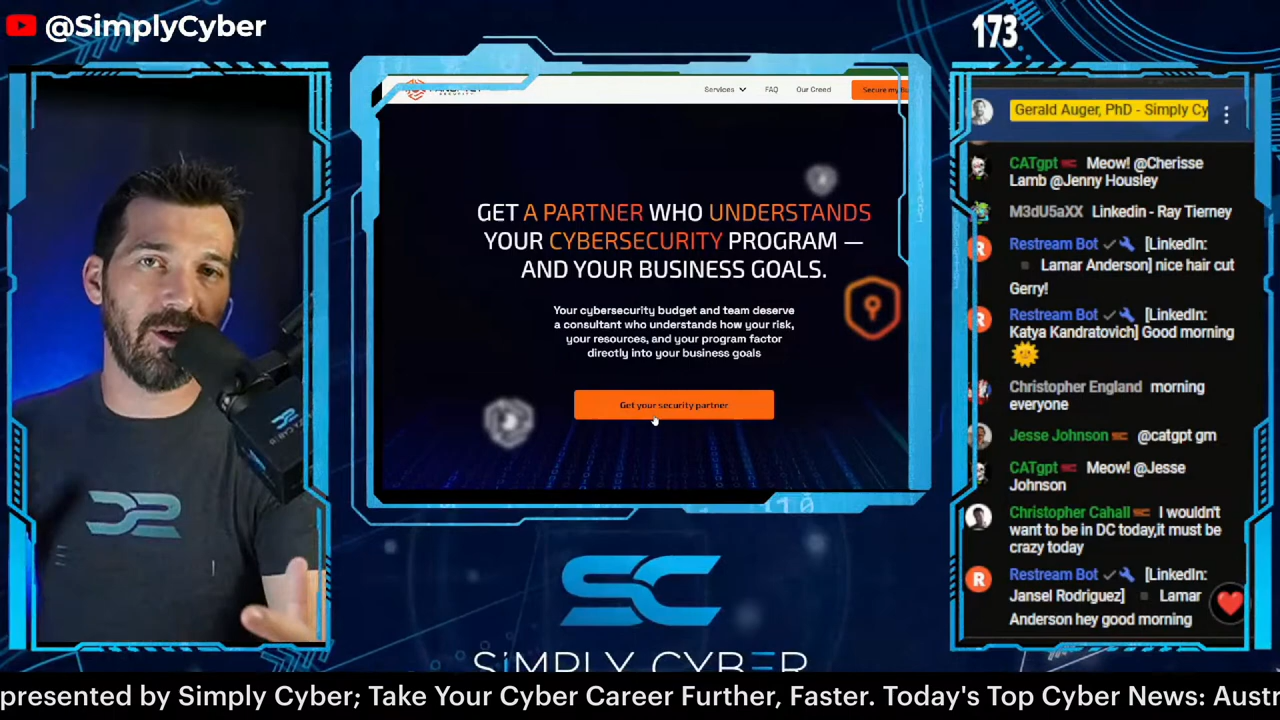 @SimplyCyber
173
Services
FAQ
Our Creed
Secure my Bu
SECURITY
GET A PARTNER WHO UNDERSTANDS
YOUR CYBERSECURITY PROGRAM —
AND YOUR BUSINESS GOALS.
Your cybersecurity budget and team deserve
a consultant who understands how your risk,
your resources, and your program factor
directly into your business goals
Get your security partner
Gerald Auger, PhD - Simply Cy
CATgpt Meow! @Cherisse
Lamb @Jenny Housley
M3dU5aXX Linkedin - Ray Tierney
Restream Bot [LinkedIn:
Lamar Anderson] nice hair cut
Gerry!
Restream Bot [LinkedIn:
Katya Kandratovich] Good morning
🌞
Christopher England morning
everyone
Jesse Johnson @catgpt gm
CATgpt Meow! @Jesse
Johnson
Christopher Cahall I wouldn't
want to be in DC today,it must be
crazy today
Restream Bot [LinkedIn:
Jansel Rodriguez] Lamar
Anderson hey good morning
SC
SiMPLY CYBER
presented by Simply Cyber; Take Your Cyber Career Further, Faster. Today's Top Cyber News: Austr